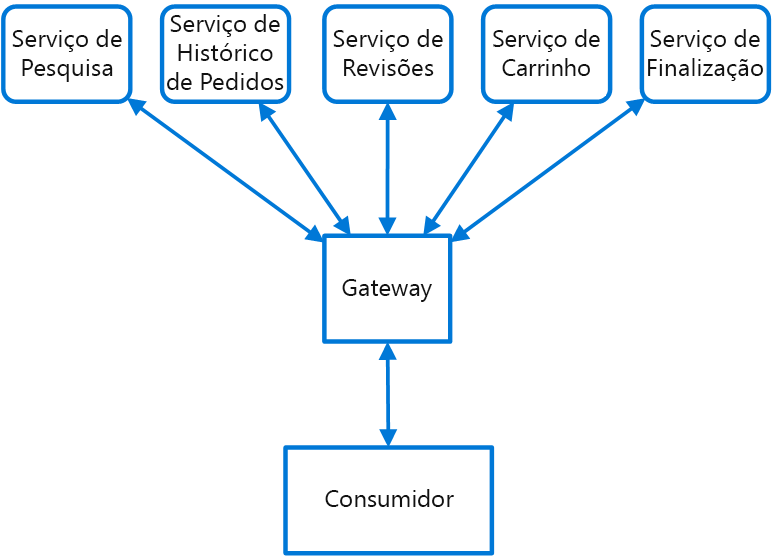 Serviço de
Pesquisa
Serviço de
Histórico
de Pedidos
Serviço de
Revisões
Serviço de
Carrinho
Serviço de
Finalização
Gateway
Consumidor